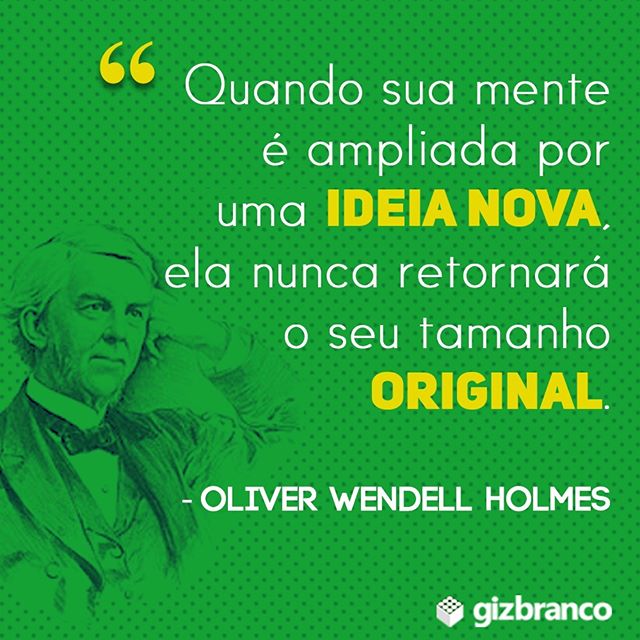 “ Quando sua mente
é ampliada por
uma IDEIA NOVA,
ela nunca retornará
o seu tamanho
ORIGINAL.
- OLIVER WENDELL HOLMES
gizbranco